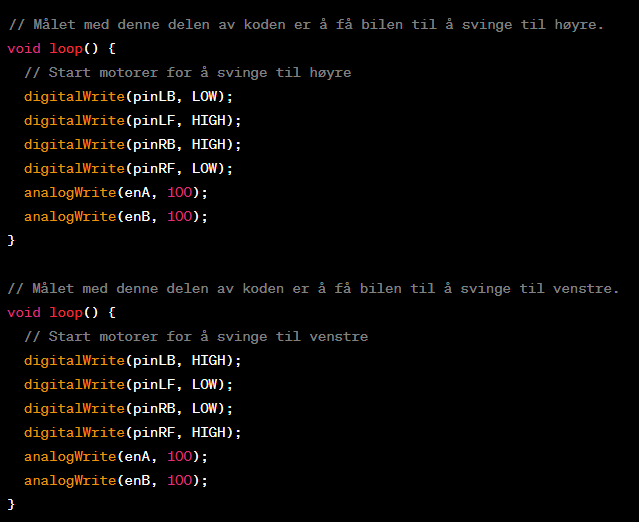 // Målet med denne delen av koden er å få bilen til å svinge til høyre.
void loop() {
  // Start motorer for å svinge til høyre
  digitalWrite(pinLB, LOW);
  digitalWrite(pinLF, HIGH);
  digitalWrite(pinRB, HIGH);
  digitalWrite(pinRF, LOW);
  analogWrite(enA, 100);
  analogWrite(enB, 100);
}

// Målet med denne delen av koden er å få bilen til å svinge til venstre.
void loop() {
  // Start motorer for å svinge til venstre
  digitalWrite(pinLB, HIGH);
  digitalWrite(pinLF, LOW);
  digitalWrite(pinRB, LOW);
  digitalWrite(pinRF, HIGH);
  analogWrite(enA, 100);
  analogWrite(enB, 100);
}